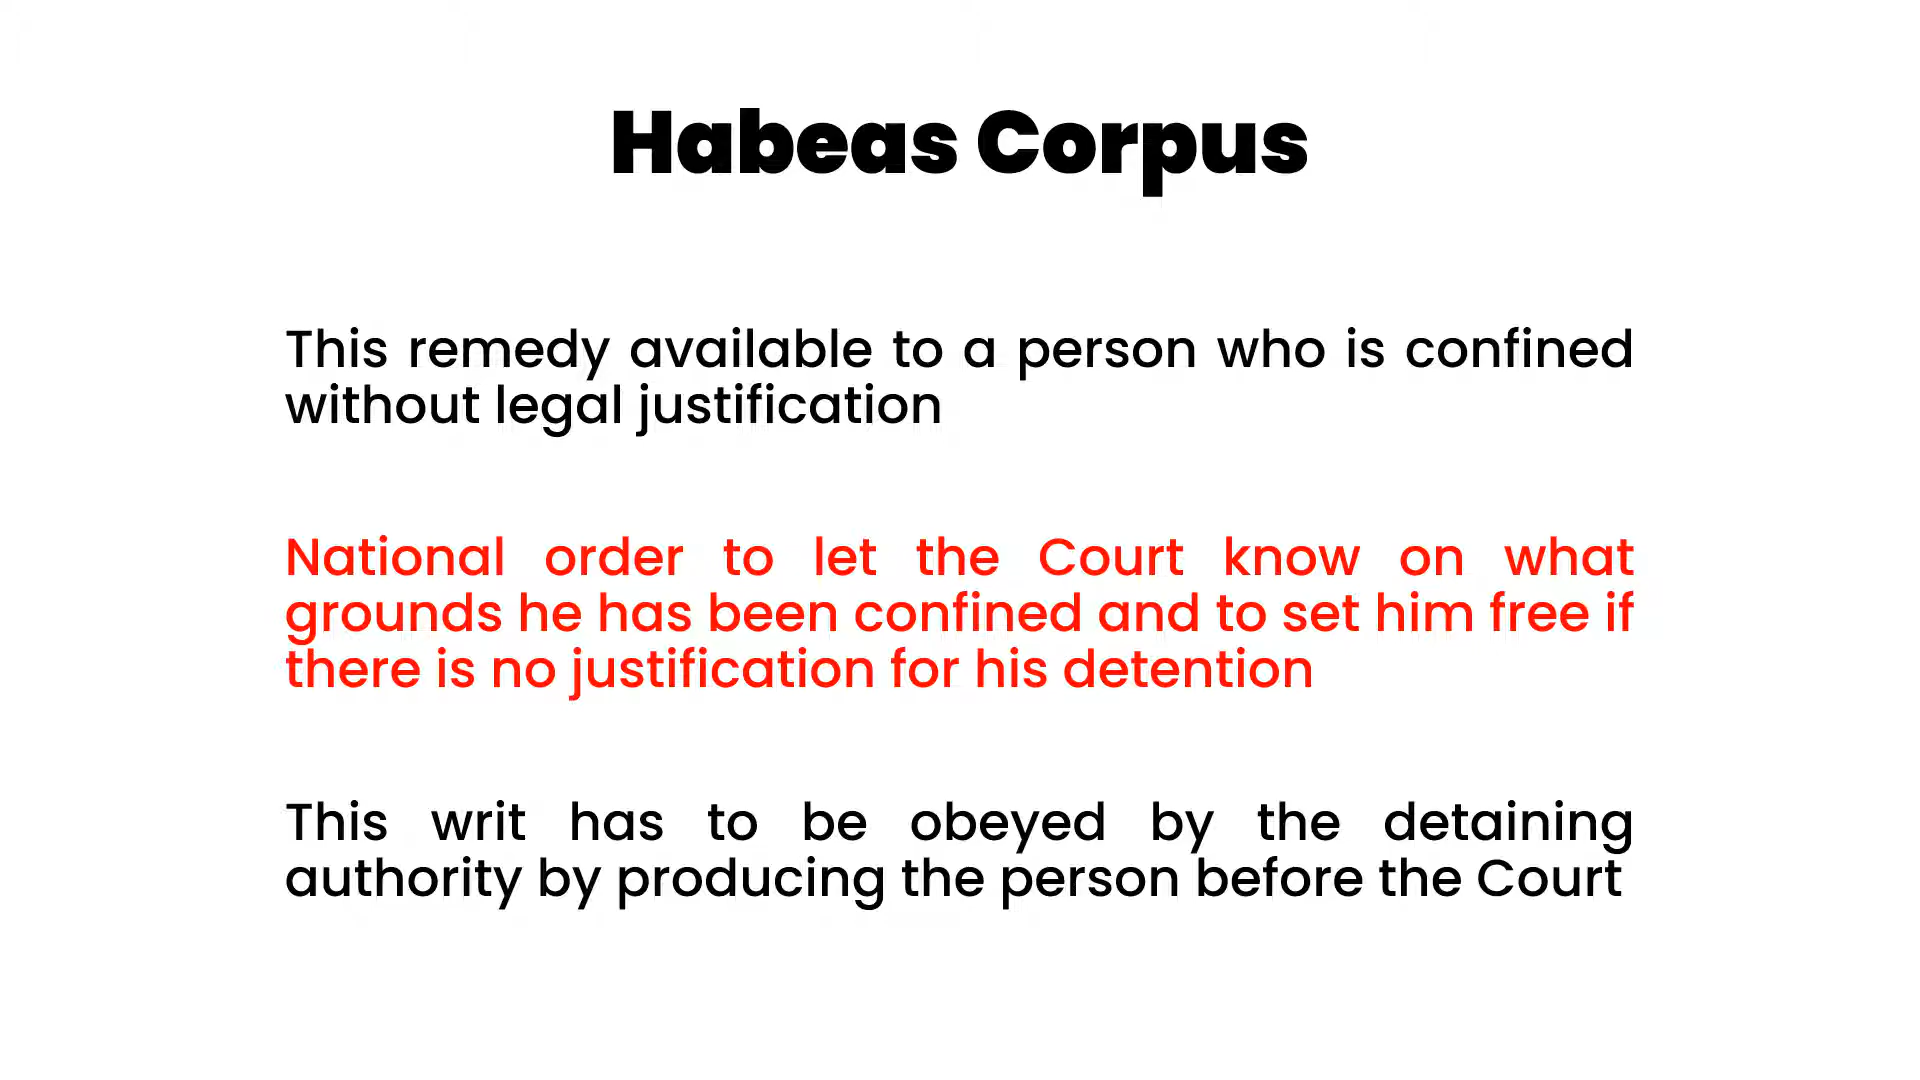 Habeas Corpus
This remedy available to a person who is confined
without legal justification
National order to let the Court know on what
grounds he has been confined and to set him free if
there is no justification for his detention
This writ has to be obeyed by the detaining
authority by producing the person before the Court